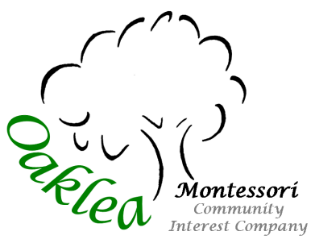 Oaklea
Montessori
Community
Interest Company